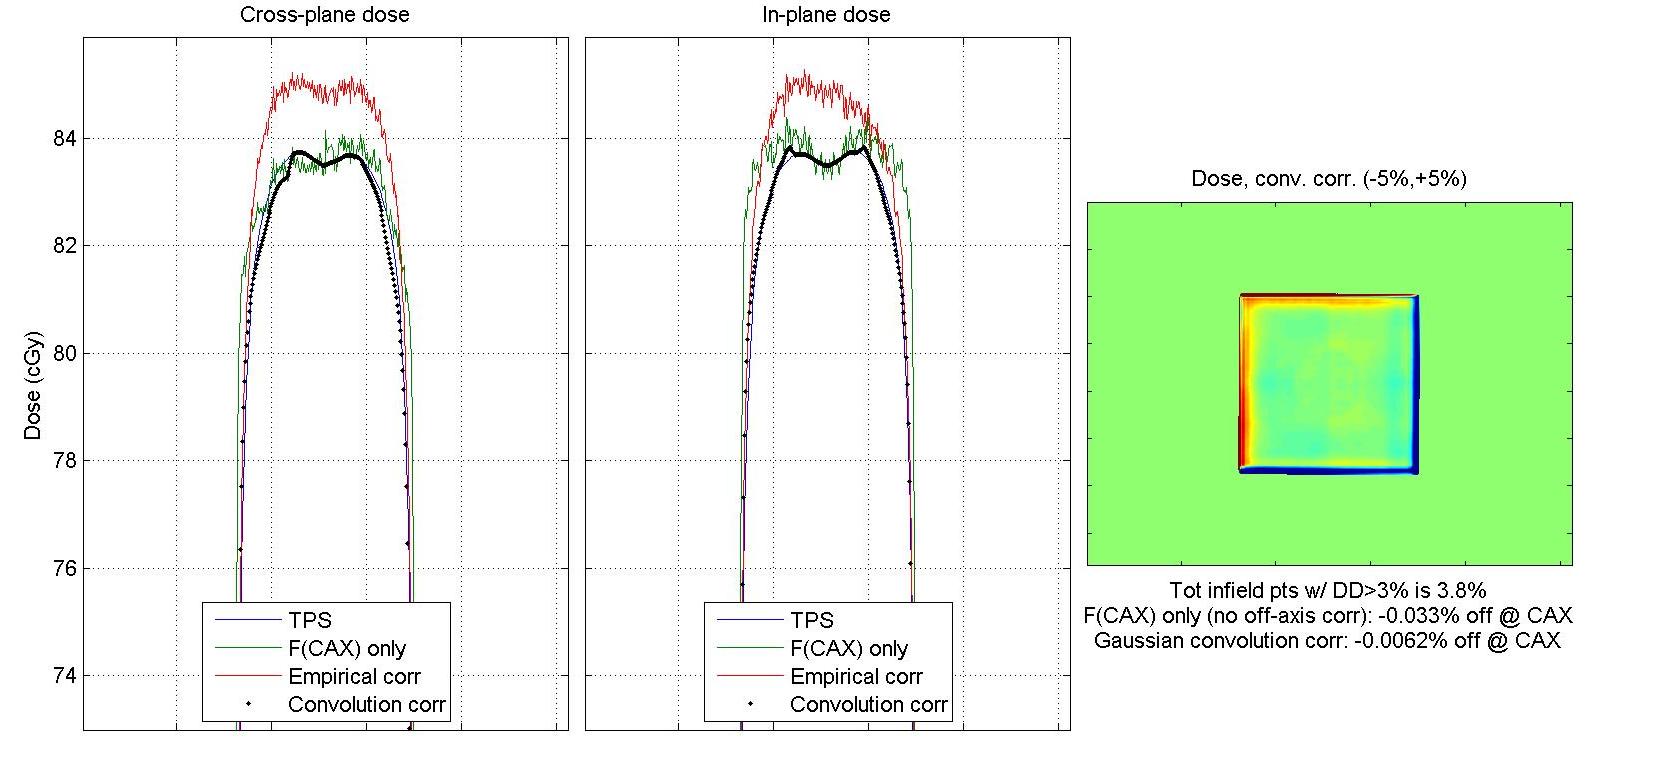 Cross-plane dose
In-plane dose
Dose (cGy)
84
82
80
78
76
74
TPS
F(CAX) only
Empirical corr
Convolution corr
TPS
F(CAX) only
Empirical corr
Convolution corr
Dose, conv. corr. (-5%,+5%)
Tot infield pts w/ DD>3% is 3.8%
F(CAX) only (no off-axis corr): -0.033% off @ CAX
Gaussian convolution corr: -0.0062% off @ CAX